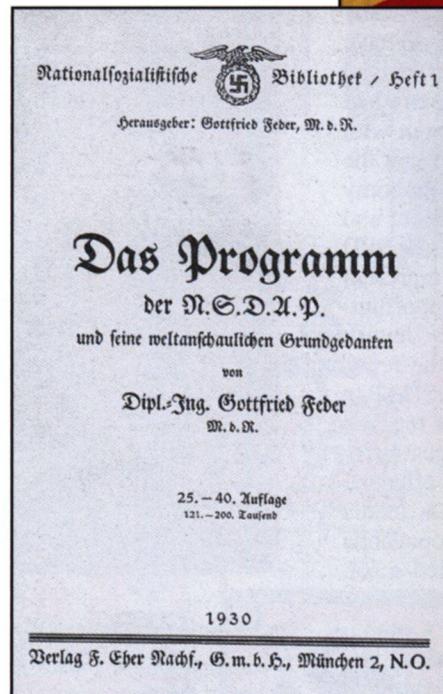 Nationalsozialistische Bibliothek / Heft 1
Herausgeber: Gottfried Feder, M. d. R.
Das Programm
der N.S.D.A.P.
und seine weltanschaulichen Grundgedanken
von
Dipl.-Ing. Gottfried Feder
M. d. R.
25. – 40. Auflage
121. – 200. Tausend
1930
Verlag F. Eher Nachf., G. m. b. H., München 2, N.O.